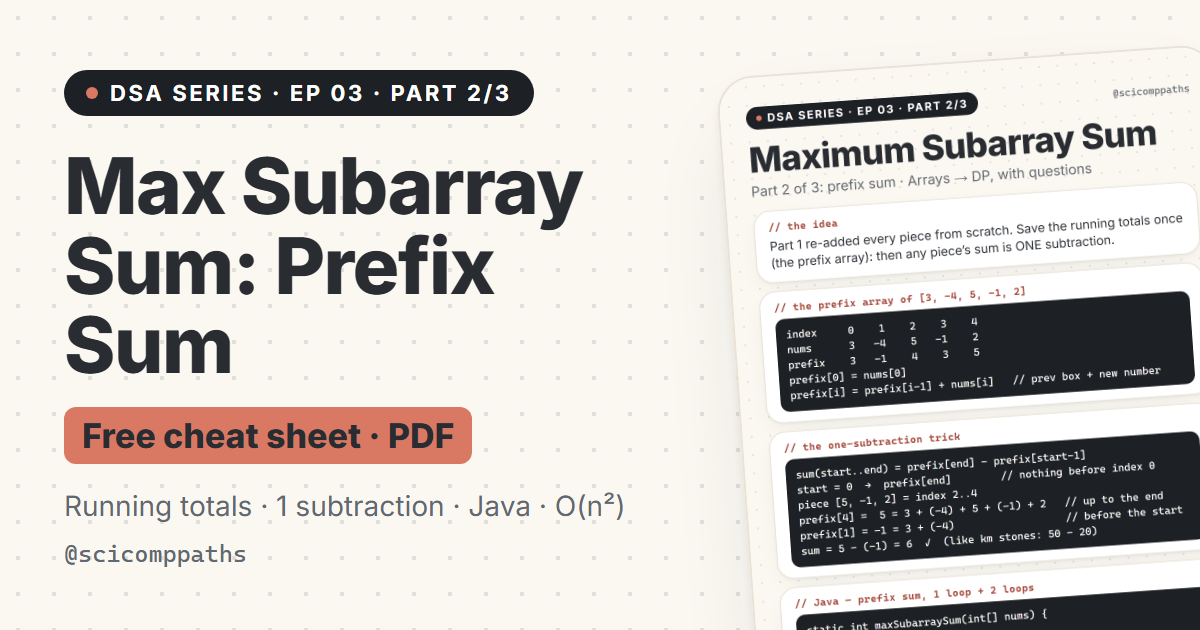 DSA SERIES · EP 03 · PART 2/3
Max Subarray
Sum: Prefix
Sum
Free cheat sheet · PDF
Running totals · 1 subtraction · Java · O(n²)
@scicomppaths
DSA SERIES · EP 03 · PART 2/3
@scicomppaths
Maximum Subarray Sum
Part 2 of 3: prefix sum · Arrays → DP, with questions
// the idea
Part 1 re-added every piece from scratch. Save the running totals once
(the prefix array): then any piece's sum is ONE subtraction.
// the prefix array of [3, −4, 5, −1, 2]
index 0 1 2 3 4
nums 3 −4 5 −1 2
prefix 3 −1 4 3 5
prefix[0] = nums[0]
prefix[i] = prefix[i−1] + nums[i] // prev box + new number
// the one-subtraction trick
sum(start..end) = prefix[end] − prefix[start−1]
start = 0 → prefix[end] // nothing before index 0
piece [5, −1, 2] = index 2..4
prefix[4] = 5 = 3 + (−4) + 5 + (−1) + 2 // up to the end
prefix[1] = −1 = 3 + (−4) // before the start
sum = 5 − (−1) = 6 ✓ (like km stones: 50 − 20)
// Java — prefix sum, 1 loop + 2 loops
static int maxSubarraySum(int[] nums) {